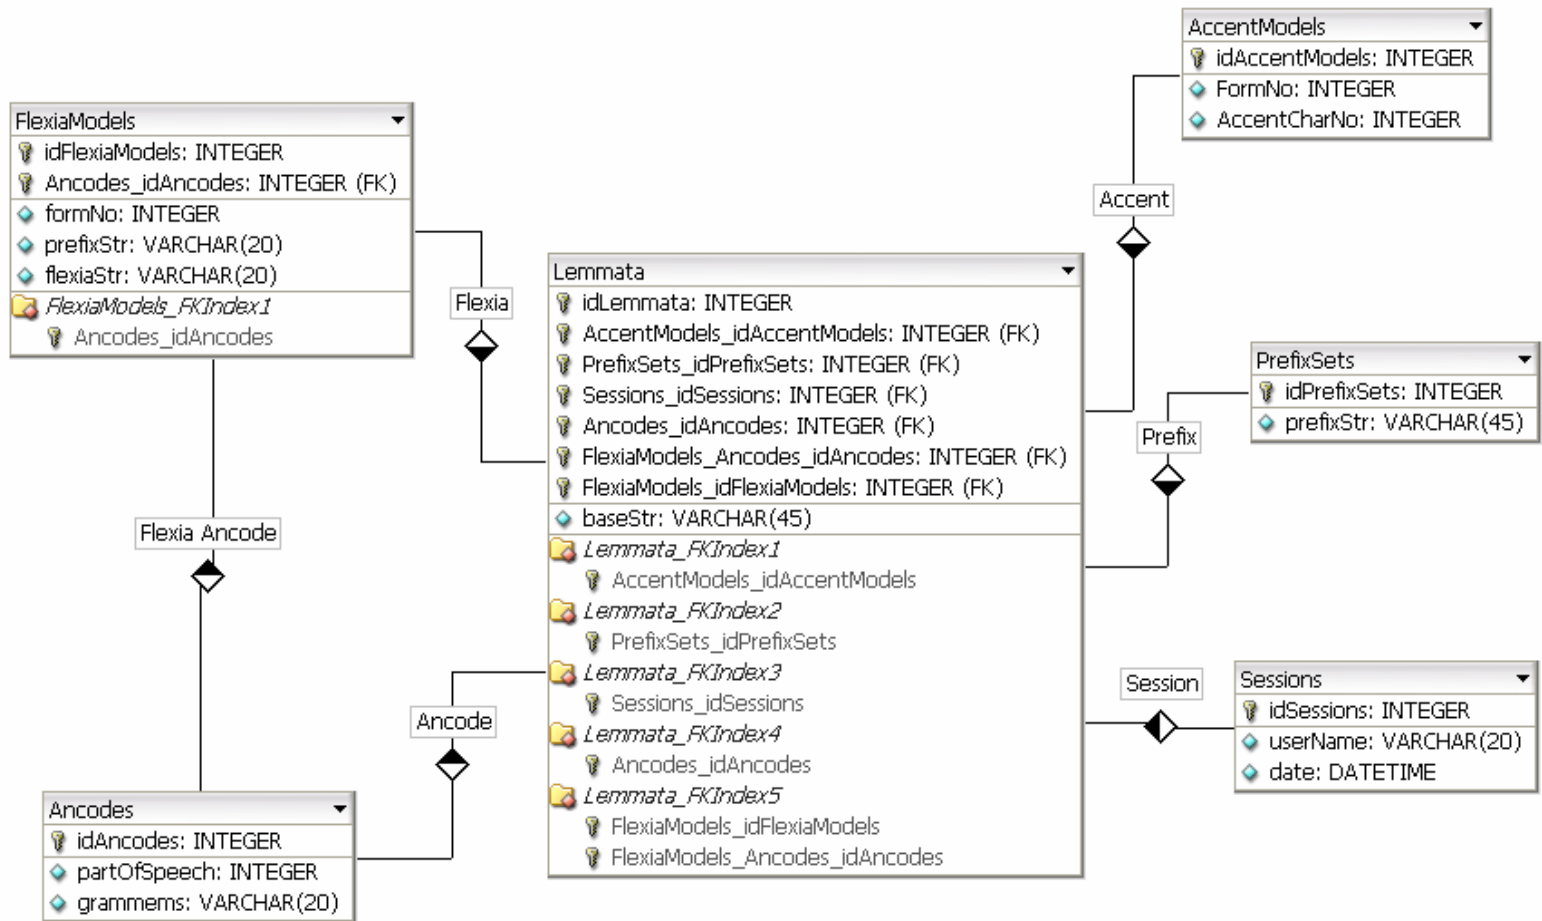 AccentModels
idAccentModels: INTEGER
FormNo: INTEGER
AccentCharNo: INTEGER
FlexiaModels
idFlexiaModels: INTEGER
Ancodes_idAncodes: INTEGER (FK)
formNo: INTEGER
prefixStr: VARCHAR(20)
flexiaStr: VARCHAR(20)
FlexiaModels_FKIndex1
Ancodes_idAncodes
Accent
Flexia
Lemmata
idLemmata: INTEGER
AccentModels_idAccentModels: INTEGER (FK)
PrefixSets_idPrefixSets: INTEGER (FK)
Sessions_idSessions: INTEGER (FK)
Ancodes_idAncodes: INTEGER (FK)
FlexiaModels_Ancodes_idAncodes: INTEGER (FK)
FlexiaModels_idFlexiaModels: INTEGER (FK)
baseStr: VARCHAR(45)
Lemmata_FKIndex1
AccentModels_idAccentModels
Lemmata_FKIndex2
PrefixSets_idPrefixSets
Lemmata_FKIndex3
Sessions_idSessions
Lemmata_FKIndex4
Ancodes_idAncodes
Lemmata_FKIndex5
FlexiaModels_idFlexiaModels
FlexiaModels_Ancodes_idAncodes
PrefixSets
idPrefixSets: INTEGER
prefixStr: VARCHAR(45)
Prefix
Flexia Ancode
Session
Sessions
idSessions: INTEGER
userName: VARCHAR(20)
date: DATETIME
Ancode
Ancodes
idAncodes: INTEGER
partOfSpeech: INTEGER
grammems: VARCHAR(20)